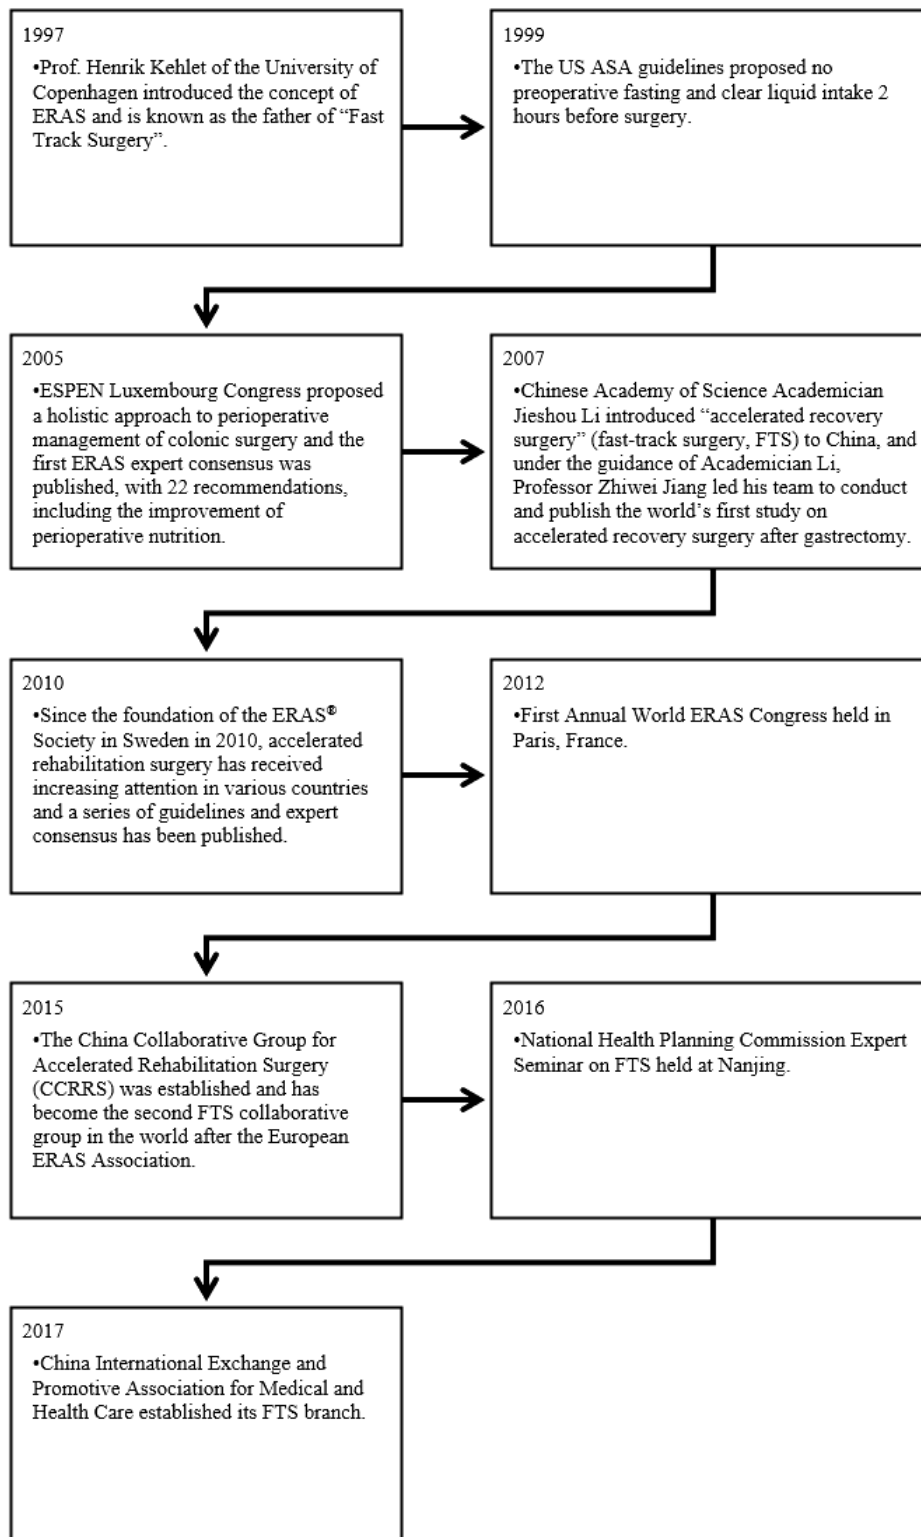 1997
•Prof. Henrik Kehlet of the University of
Copenhagen introduced the concept of
ERAS and is known as the father of “Fast
Track Surgery”.
1999
•The US ASA guidelines proposed no
preoperative fasting and clear liquid intake 2
hours before surgery.
2005
•ESPEN Luxembourg Congress proposed
a holistic approach to perioperative
management of colonic surgery and the
first ERAS expert consensus was
published, with 22 recommendations,
including the improvement of
perioperative nutrition.
2007
•Chinese Academy of Science Academician
Jieshou Li introduced “accelerated recovery
surgery” (fast-track surgery, FTS) to China, and
under the guidance of Academician Li,
Professor Zhiwei Jiang led his team to conduct
and publish the world’s first study on
accelerated recovery surgery after gastrectomy.
2010
•Since the foundation of the ERAS®
Society in Sweden in 2010, accelerated
rehabilitation surgery has received
increasing attention in various countries
and a series of guidelines and expert
consensus has been published.
2012
•First Annual World ERAS Congress held in
Paris, France.
2015
•The China Collaborative Group for
Accelerated Rehabilitation Surgery
(CCRRS) was established and has
become the second FTS collaborative
group in the world after the European
ERAS Association.
2016
•National Health Planning Commission Expert
Seminar on FTS held at Nanjing.
2017
•China International Exchange and
Promotive Association for Medical and
Health Care established its FTS branch.